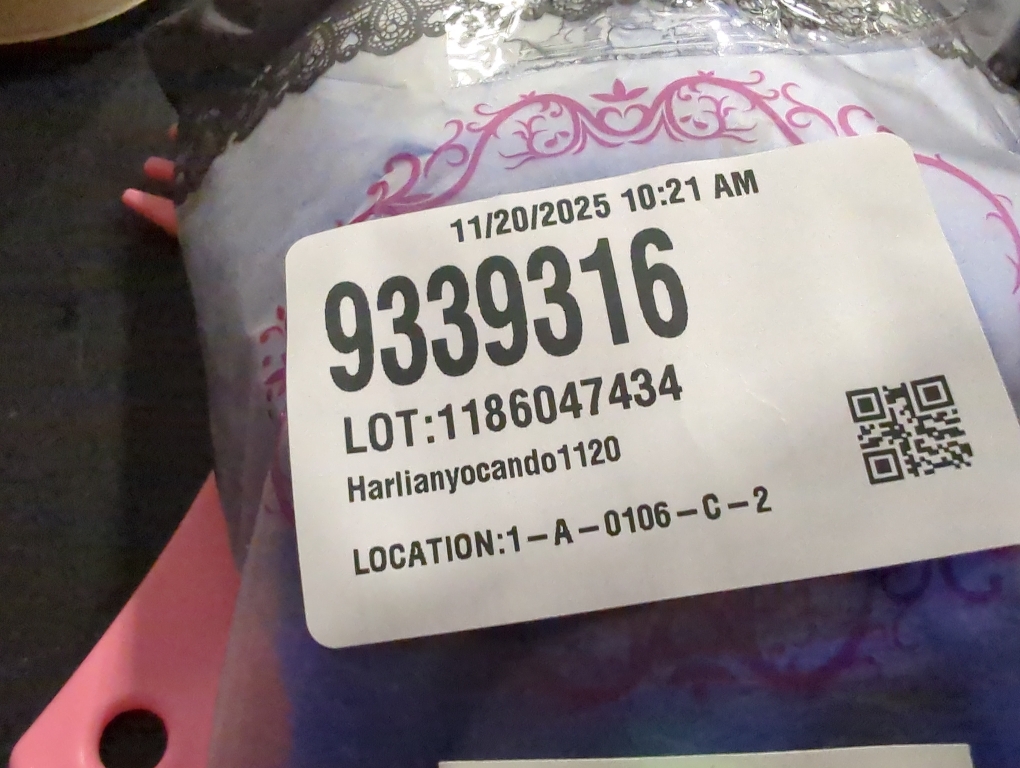 11/20/2025 10:21 AM
9339316
LOT:1186047434
Harlianyocando1120
LOCATION:1-A-0106-C-2